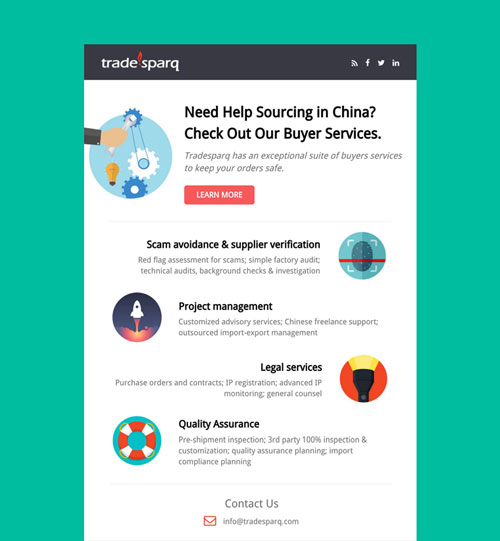 trade sparq
Need Help Sourcing in China?
Check Out Our Buyer Services.
Tradesparq has an exceptional suite of buyers services
to keep your orders safe.
LEARN MORE
Scam avoidance & supplier verification
Red flag assessment for scams; simple factory audit;
technical audits, background checks & investigation
Project management
Customized advisory services; Chinese freelance support;
outsourced import-export management
Legal services
Purchase orders and contracts; IP registration; advanced IP
monitoring; general counsel
Quality Assurance
Pre-shipment inspection; 3rd party 100% inspection &
customization; quality assurance planning; import
compliance planning
Contact Us
info@tradesparq.com